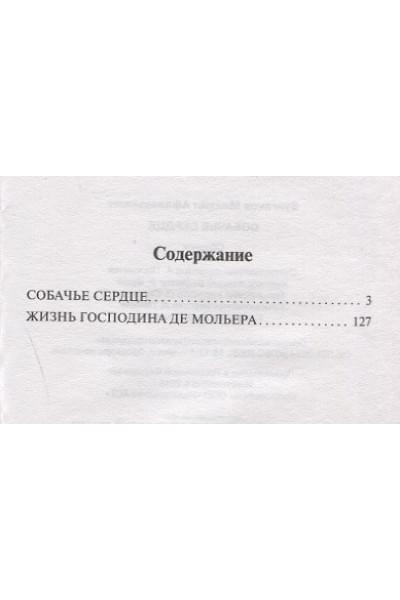 Содержание
СОБАЧЬЕ СЕРДЦЕ. . . . . . . . . . . . . . . . . . . . . . . . . . . . . . . 3
ЖИЗНЬ ГОСПОДИНА ДЕ МОЛЬЕРА. . . . . . . . . . . . . . 127